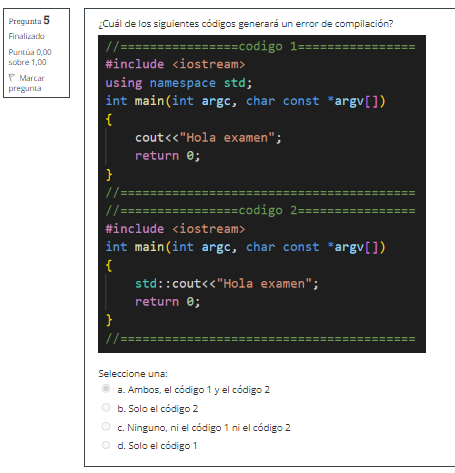 Pregunta 5
Finalizado
Puntúa 0,00
sobre 1,00
Marcar
pregunta
¿Cuál de los siguientes códigos generará un error de compilación?
//================codigo 1================
#include <iostream>
using namespace std;
int main(int argc, char const *argv[])
{
cout<<"Hola examen";
return 0;
}
//========================================
//================codigo 2================
#include <iostream>
int main(int argc, char const *argv[])
{
std::cout<<"Hola examen";
return 0;
}
//========================================
Seleccione una:
a. Ambos, el código 1 y el código 2
b. Solo el código 2
c. Ninguno, ni el código 1 ni el código 2
d. Solo el código 1